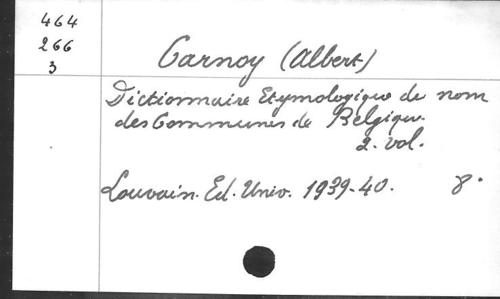 464
266
3
Carnoy (Albert)
Dictionnaire Etymologique de nom
des Communes de Belgique.
2. vol.
Louvain. Ed. Univ. 1939-40. 8°